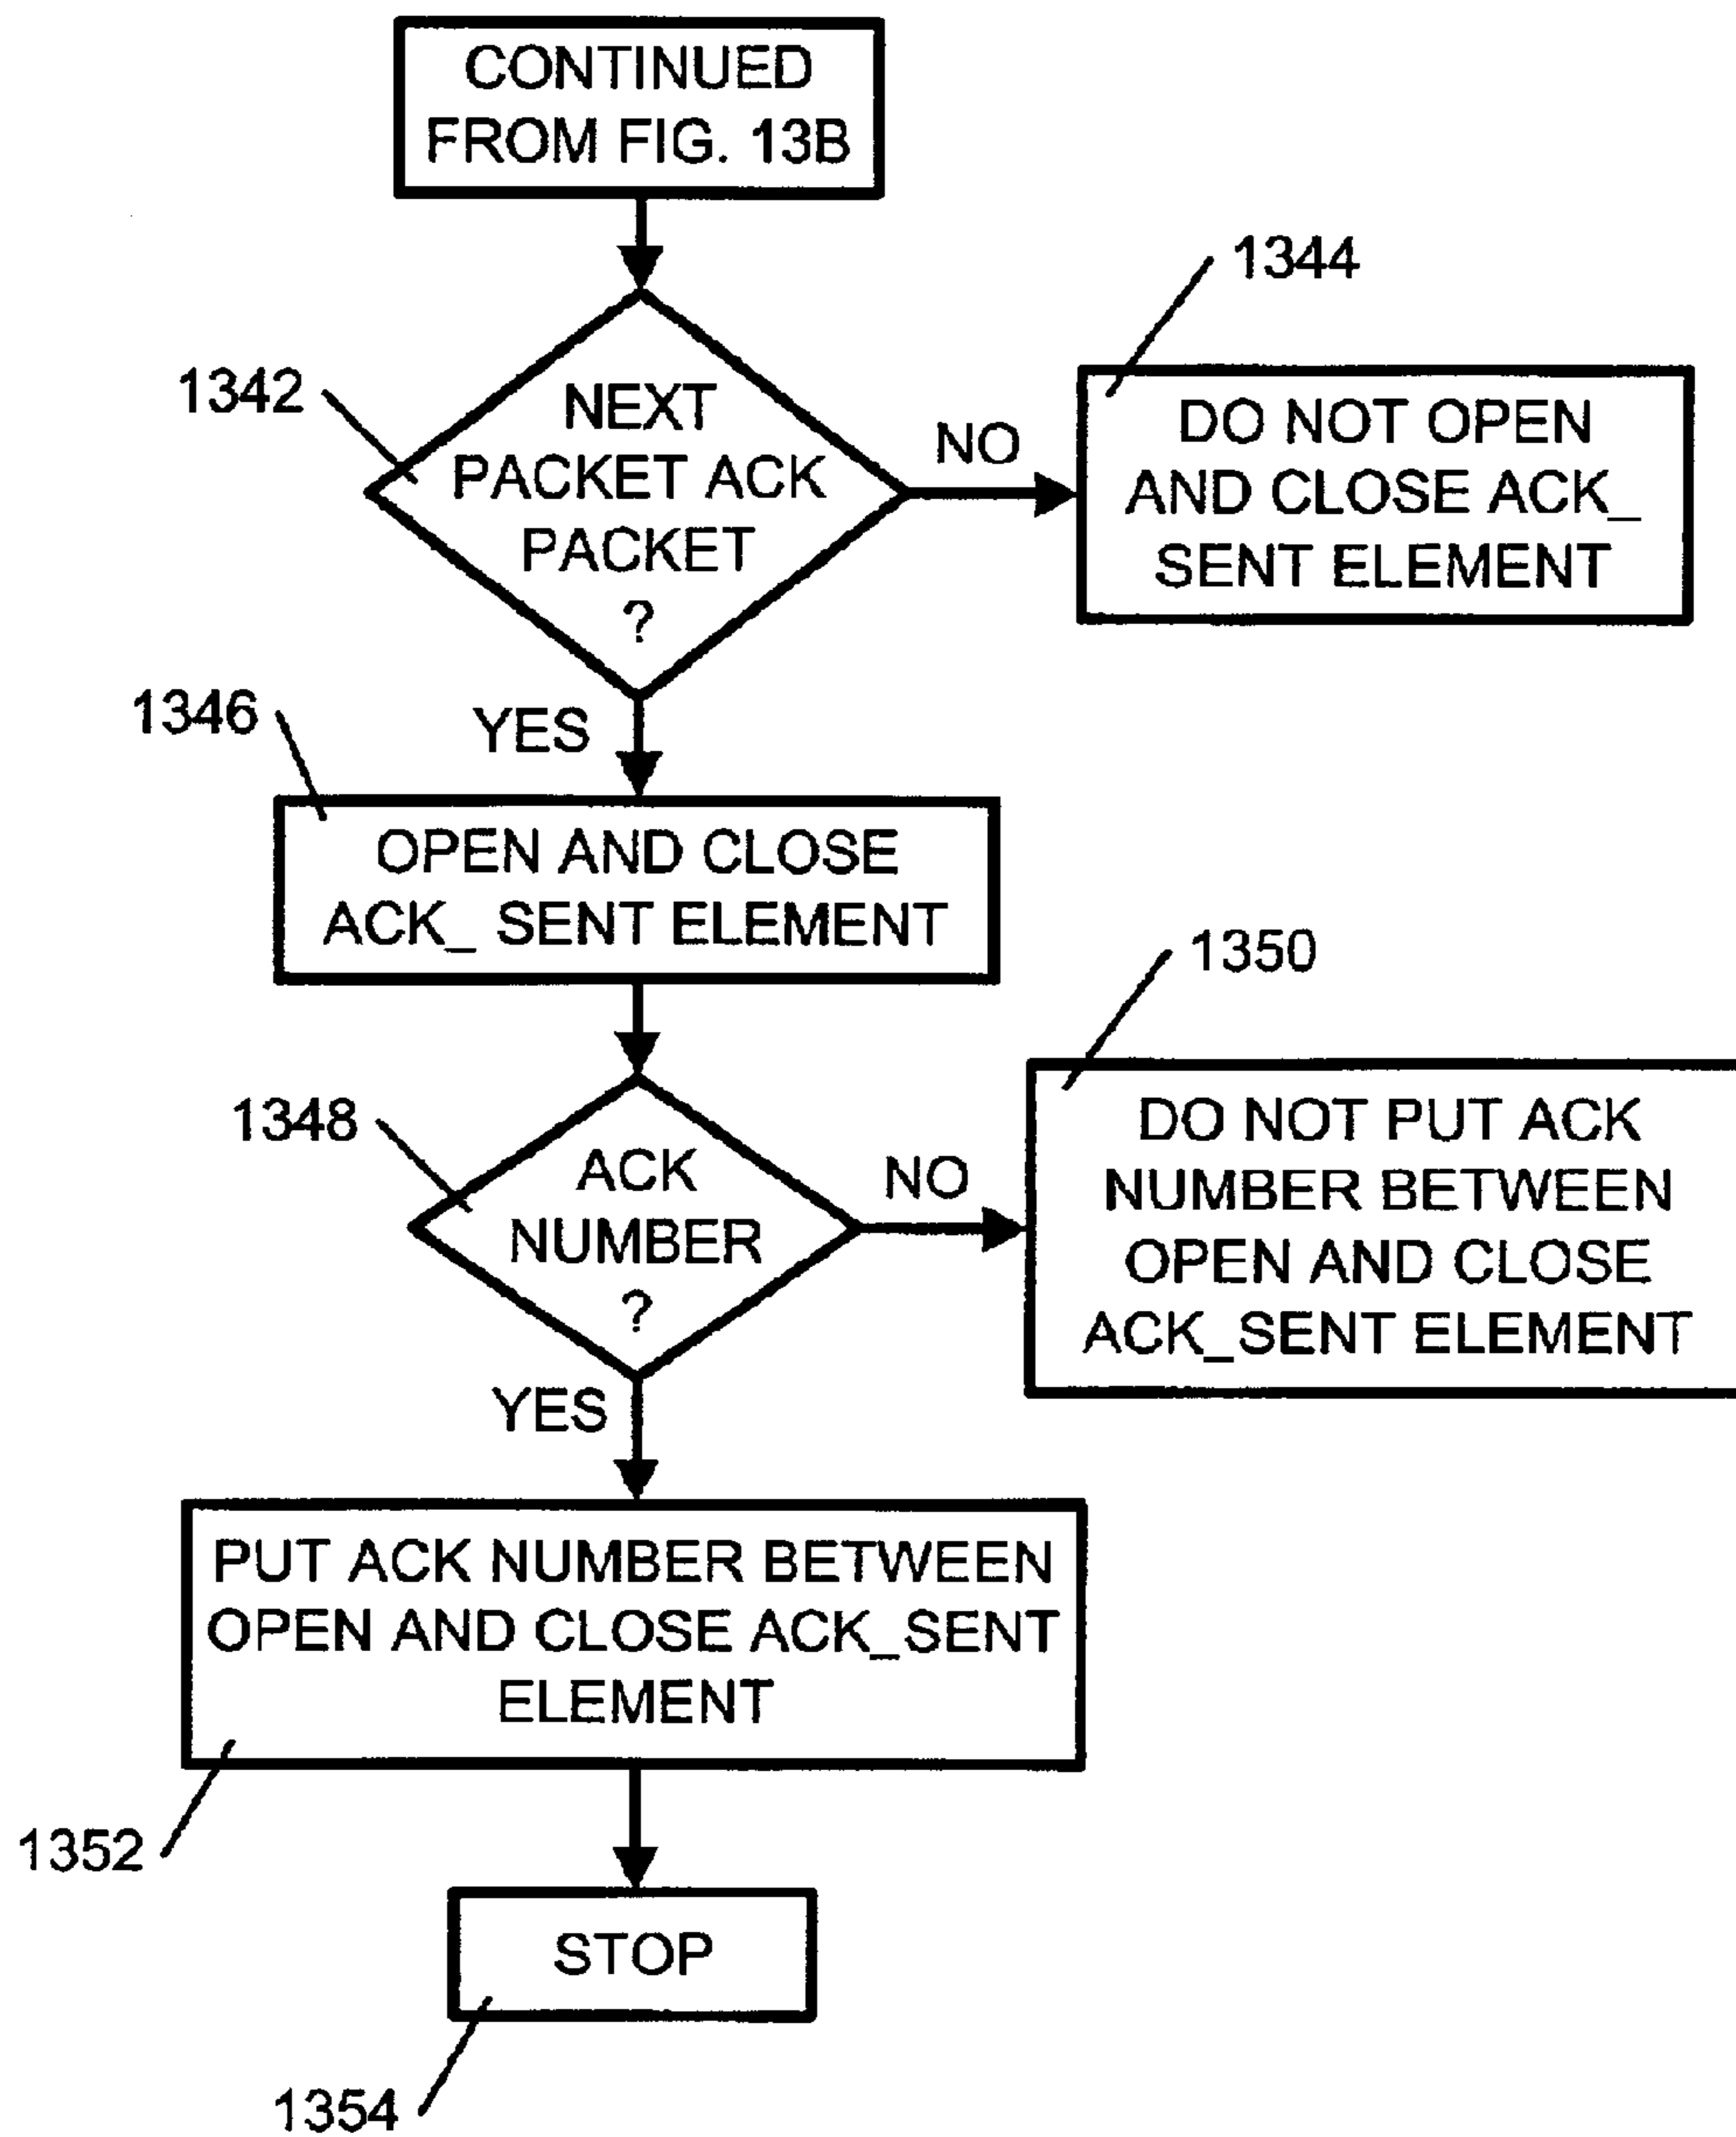 CONTINUED
FROM FIG. 13B
1344
1342
NEXT
PACKET ACK
PACKET
?
NO
DO NOT OPEN
AND CLOSE ACK_
SENT ELEMENT
1346
YES
OPEN AND CLOSE
ACK_ SENT ELEMENT
1350
1348
ACK
NUMBER
?
NO
DO NOT PUT ACK
NUMBER BETWEEN
OPEN AND CLOSE
ACK_SENT ELEMENT
YES
PUT ACK NUMBER BETWEEN
OPEN AND CLOSE ACK_SENT
ELEMENT
1352
STOP
1354